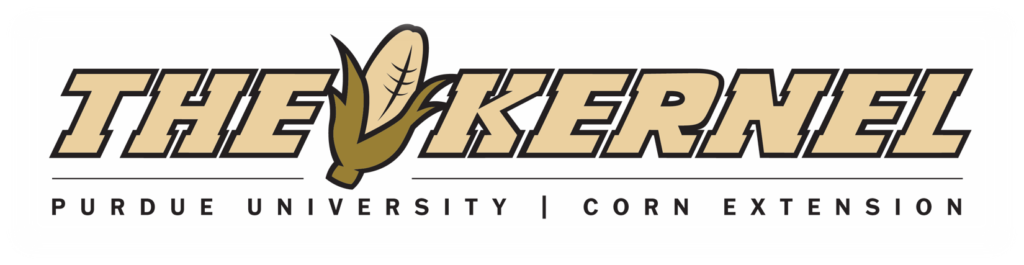 THE KERNEL
PURDUE UNIVERSITY | CORN EXTENSION